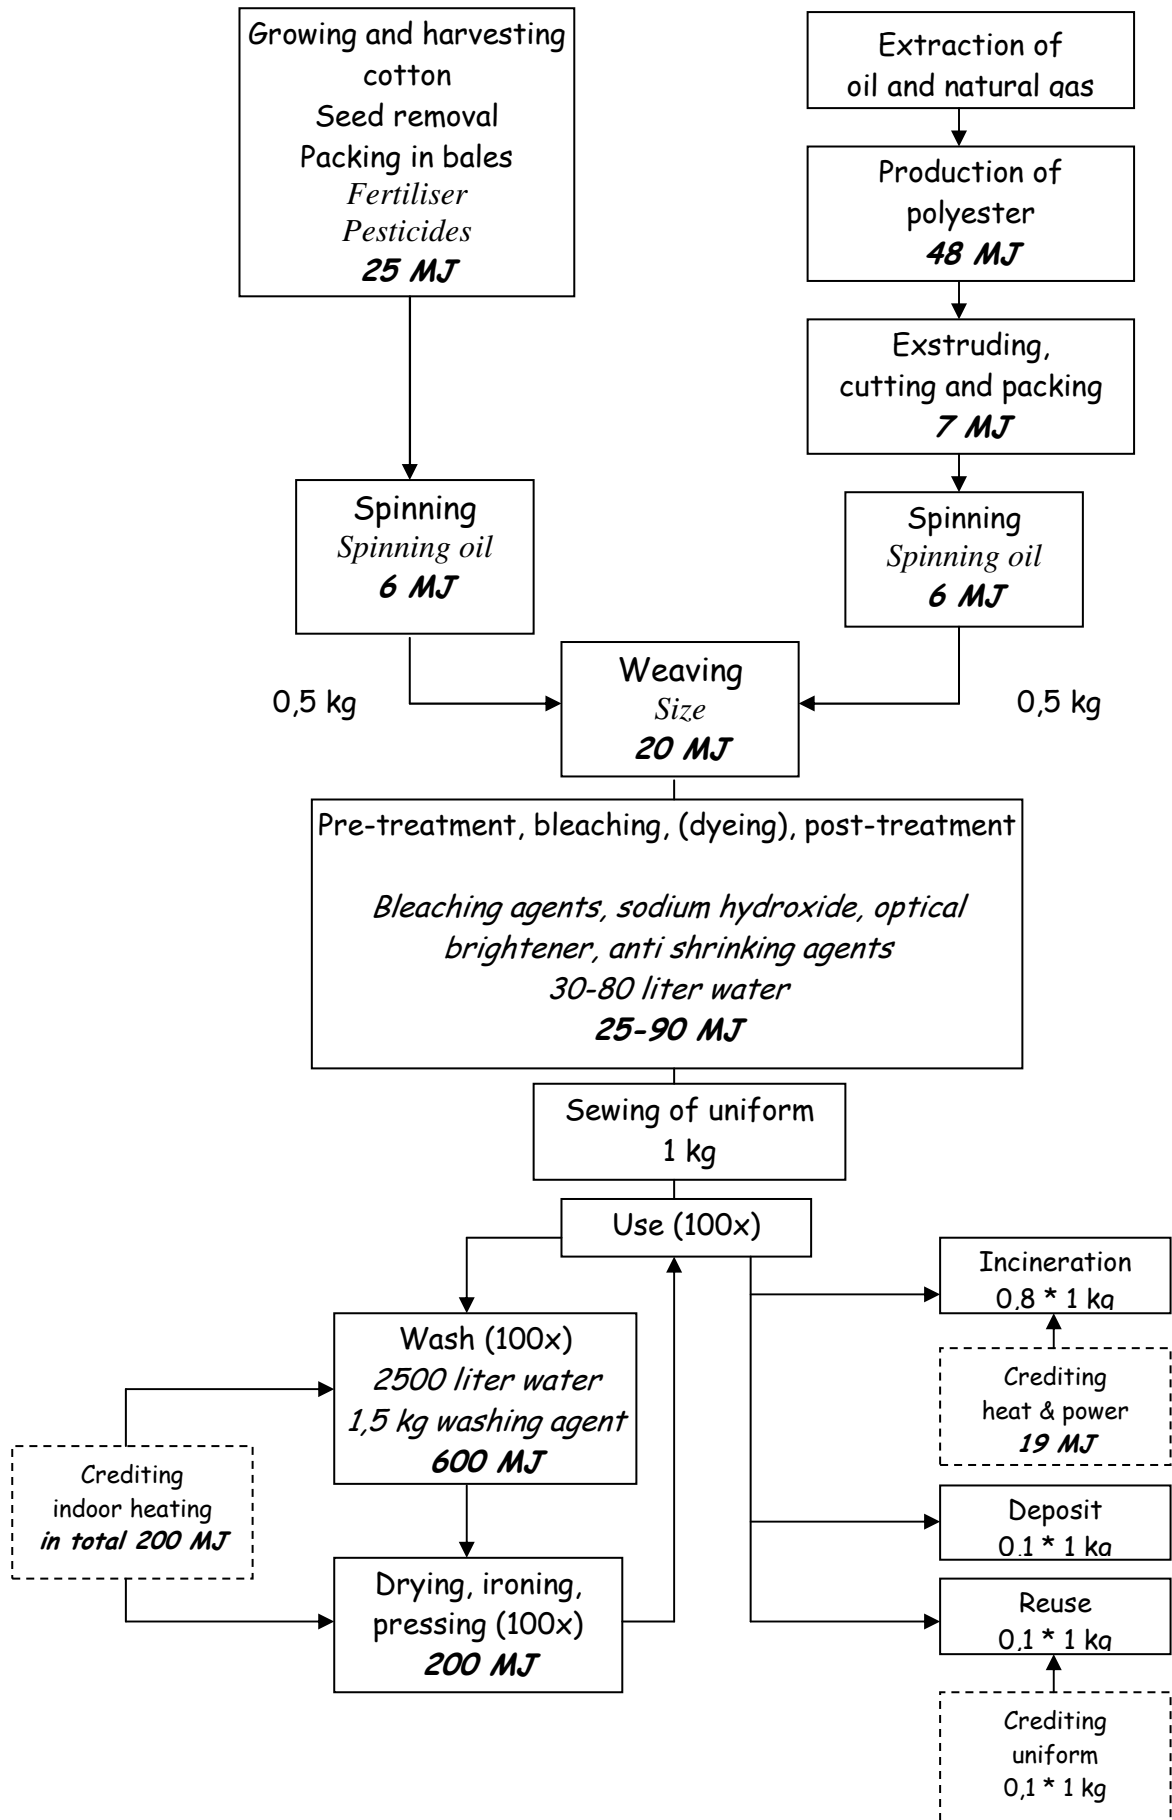 Growing and harvesting
cotton
Seed removal
Packing in bales
Fertiliser
Pesticides
25 MJ
Extraction of
oil and natural gas
Production of
polyester
48 MJ
Exstruding,
cutting and packing
7 MJ
Spinning
Spinning oil
6 MJ
Spinning
Spinning oil
6 MJ
0,5 kg
Weaving
Size
20 MJ
0,5 kg
Pre-treatment, bleaching, (dyeing), post-treatment
Bleaching agents, sodium hydroxide, optical
brightener, anti shrinking agents
30-80 liter water
25-90 MJ
Sewing of uniform
1 kg
Use (100x)
Wash (100x)
2500 liter water
1,5 kg washing agent
600 MJ
Crediting
indoor heating
in total 200 MJ
Drying, ironing,
pressing (100x)
200 MJ
Incineration
0,8 * 1 kg
Crediting
heat & power
19 MJ
Deposit
0,1 * 1 kg
Reuse
0,1 * 1 kg
Crediting
uniform
0,1 * 1 kg